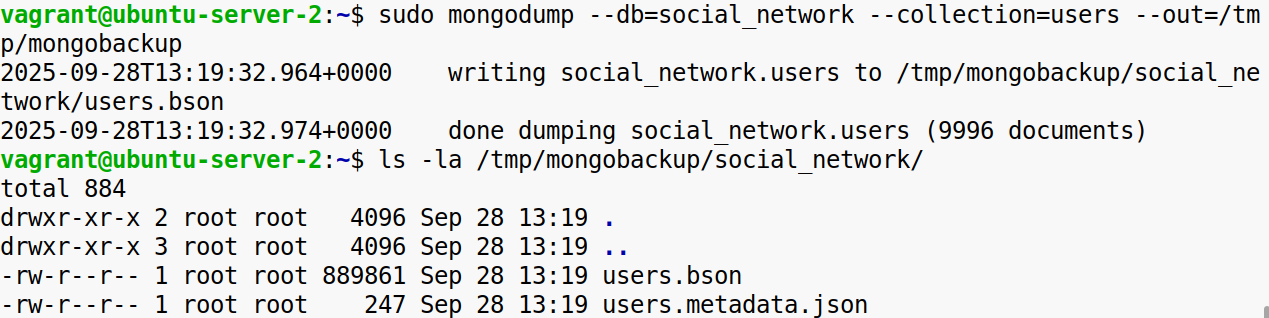 vagrant@ubuntu-server-2:~$ sudo mongodump --db=social_network --collection=users --out=/tm
p/mongobackup
2025-09-28T13:19:32.964+0000    writing social_network.users to /tmp/mongobackup/social_ne
twork/users.bson
2025-09-28T13:19:32.974+0000    done dumping social_network.users (9996 documents)
vagrant@ubuntu-server-2:~$ ls -la /tmp/mongobackup/social_network/
total 884
drwxr-xr-x 2 root root   4096 Sep 28 13:19 .
drwxr-xr-x 3 root root   4096 Sep 28 13:19 ..
-rw-r--r-- 1 root root 889861 Sep 28 13:19 users.bson
-rw-r--r-- 1 root root    247 Sep 28 13:19 users.metadata.json